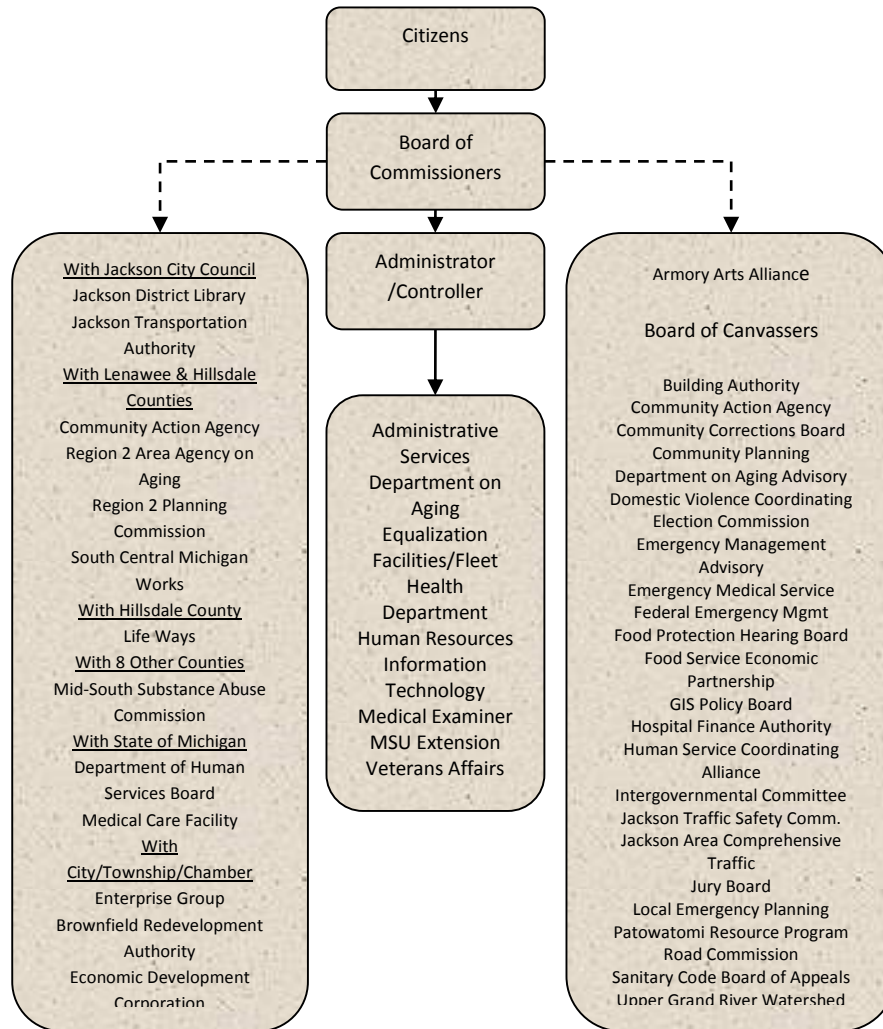 Citizens
Board of
Commissioners
Administrator
/Controller
With Jackson City Council
Jackson District Library
Jackson Transportation
Authority
With Lenawee & Hillsdale
Counties
Community Action Agency
Region 2 Area Agency on
Aging
Region 2 Planning
Commission
South Central Michigan
Works
With Hillsdale County
Life Ways
With 8 Other Counties
Mid-South Substance Abuse
Commission
With State of Michigan
Department of Human
Services Board
Medical Care Facility
With
City/Township/Chamber
Enterprise Group
Brownfield Redevelopment
Authority
Economic Development
Corporation
Administrative
Services
Department on
Aging
Equalization
Facilities/Fleet
Health
Department
Human Resources
Information
Technology
Medical Examiner
MSU Extension
Veterans Affairs
Armory Arts Alliance
Board of Canvassers
Building Authority
Community Action Agency
Community Corrections Board
Community Planning
Department on Aging Advisory
Domestic Violence Coordinating
Election Commission
Emergency Management
Advisory
Emergency Medical Service
Federal Emergency Mgmt
Food Protection Hearing Board
Food Service Economic
Partnership
GIS Policy Board
Hospital Finance Authority
Human Service Coordinating
Alliance
Intergovernmental Committee
Jackson Traffic Safety Comm.
Jackson Area Comprehensive
Traffic
Jury Board
Local Emergency Planning
Patowatomi Resource Program
Road Commission
Sanitary Code Board of Appeals
Upper Grand River Watershed